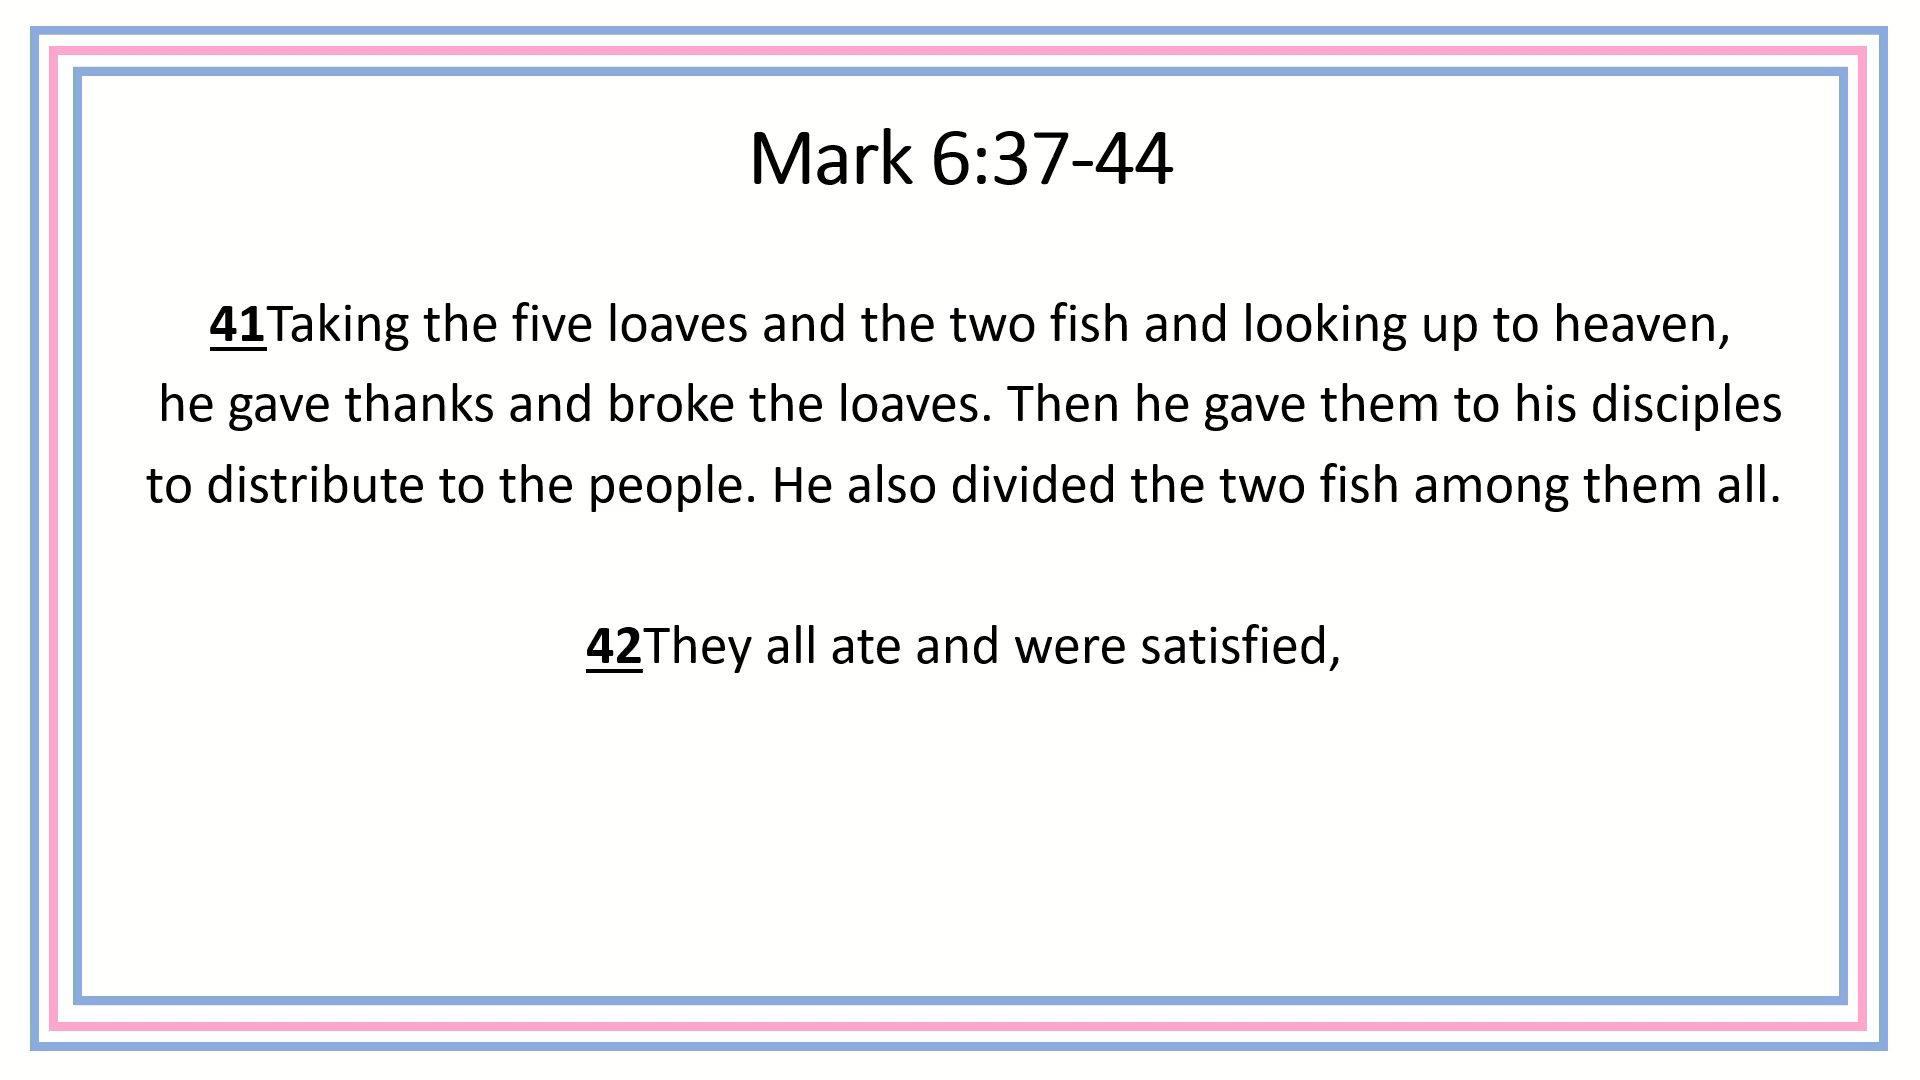 Mark 6:37-44
41Taking the five loaves and the two fish and looking up to heaven,
he gave thanks and broke the loaves. Then he gave them to his disciples
to distribute to the people. He also divided the two fish among them all.
42They all ate and were satisfied,